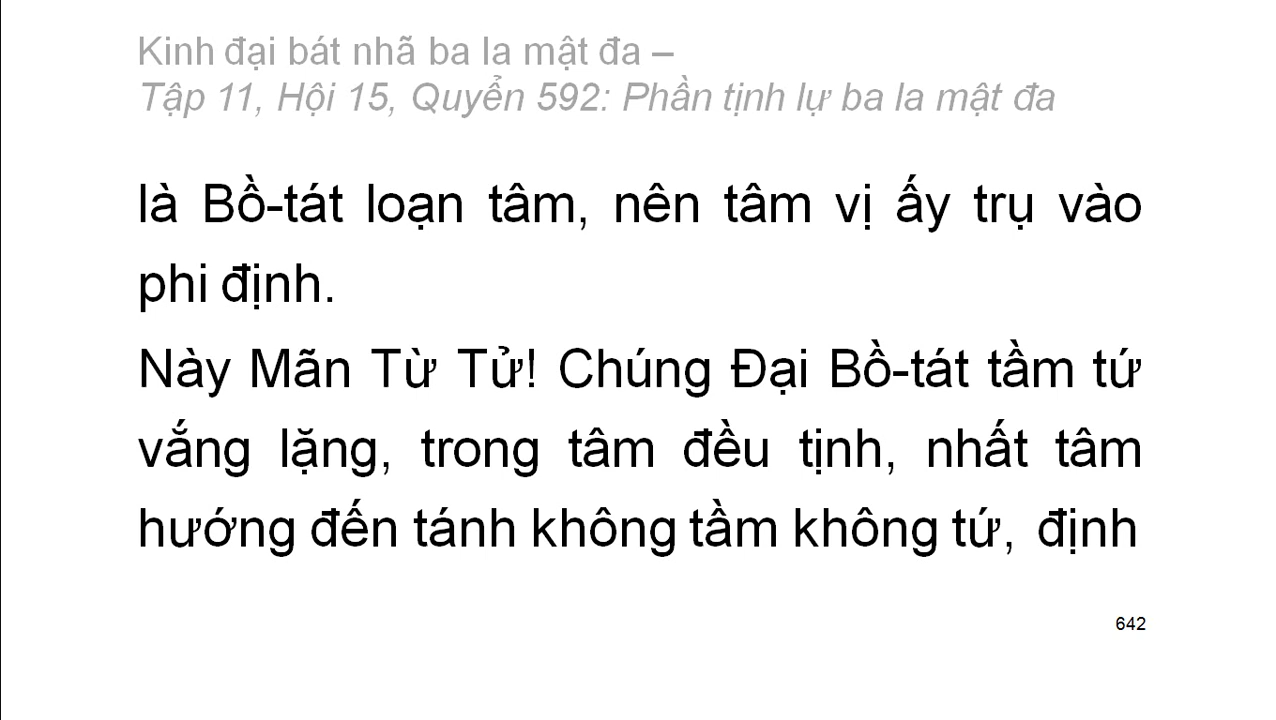 Kinh đại bát nhã ba la mật đa –
Tập 11, Hội 15, Quyển 592: Phần tịnh lự ba la mật đa
là Bồ-tát loạn tâm, nên tâm vị ấy trụ vào
phi định.
Này Mãn Từ Tử! Chúng Đại Bồ-tát tầm tứ
vắng lặng, trong tâm đều tịnh, nhất tâm
hướng đến tánh không tầm không tứ, định
642